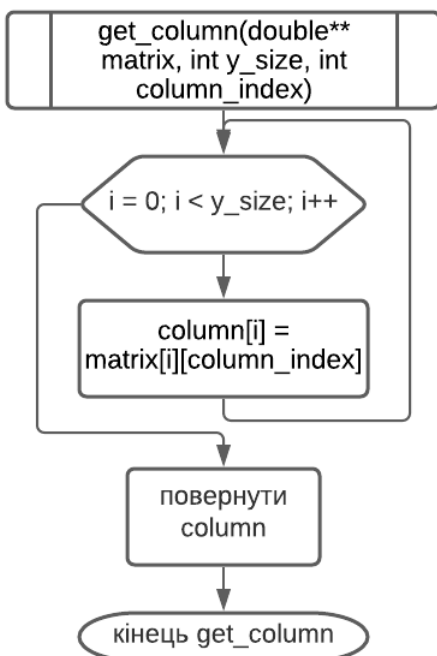 get_column(double**
matrix, int y_size, int
column_index)
i = 0; i < y_size; i++
column[i] =
matrix[i][column_index]
повернути
column
кінець get_column